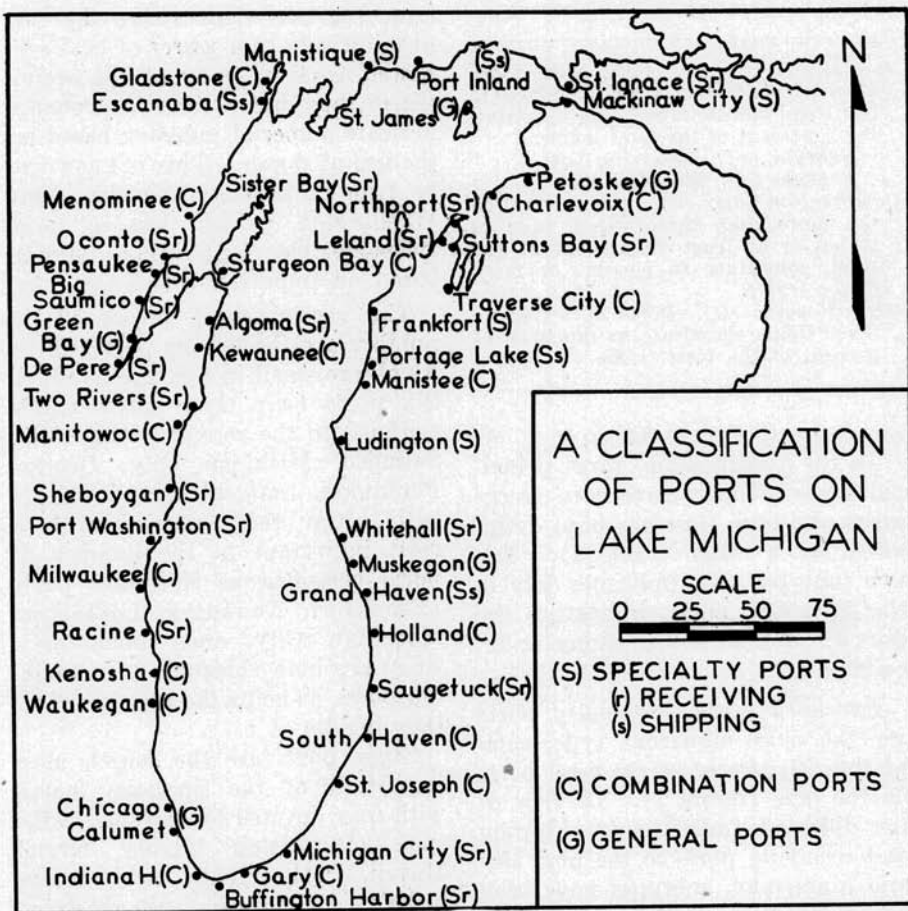 N
Manistique (S)
(Ss)
Port Inland
Gladstone (C)
Escanaba (Ss)
St. James
(G)
St. Ignace (Sr)
Mackinaw City (S)
Sister Bay (Sr)
Menominee (C)
Northport (Sr)
Petoskey (G)
Charlevoix (C)
Oconto (Sr)
Leland (Sr)
Suttons Bay (Sr)
Pensaukee (Sr)
Sturgeon Bay (C)
Big
Saumico (Sr)
Traverse City (C)
Green
Bay (G)
Algoma (Sr)
Frankfort (S)
De Pere (Sr)
Kewaunee (C)
Portage Lake (Ss)
Manistee (C)
Two Rivers (Sr)
Manitowoc (C)
Ludington (S)
Sheboygan (Sr)
Port Washington (Sr)
Whitehall (Sr)
Milwaukee (C)
Muskegon (G)
Grand Haven (Ss)
Racine (Sr)
Holland (C)
Kenosha (C)
Waukegan (C)
Saugetuck (Sr)
South Haven (C)
St. Joseph (C)
Chicago
Calumet (G)
Michigan City (Sr)
Indiana H. (C)
Gary (C)
Buffington Harbor (Sr)
A CLASSIFICATION
OF PORTS ON
LAKE MICHIGAN
SCALE
0 25 50 75
(S) SPECIALTY PORTS
(r) RECEIVING
(s) SHIPPING
(C) COMBINATION PORTS
(G) GENERAL PORTS